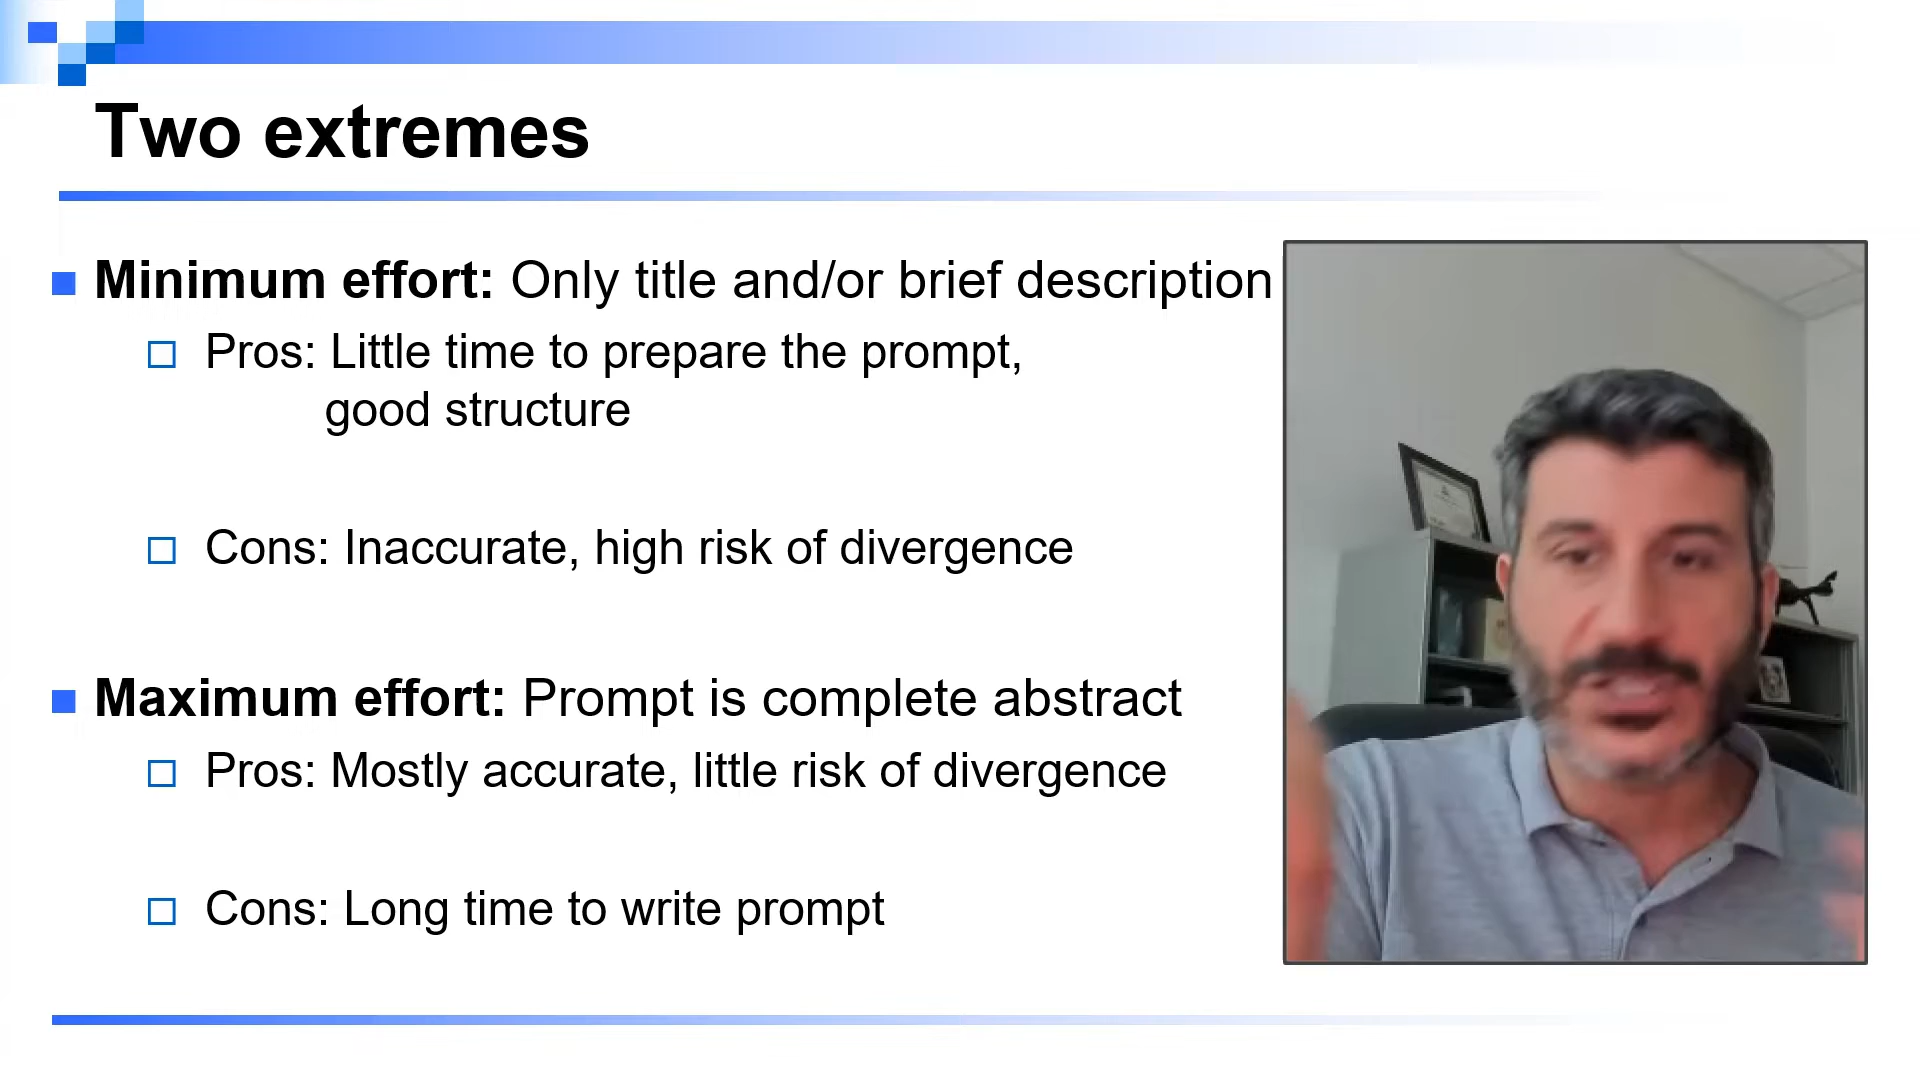 Two extremes
Minimum effort: Only title and/or brief description
Pros: Little time to prepare the prompt,
good structure
Cons: Inaccurate, high risk of divergence
Maximum effort: Prompt is complete abstract
Pros: Mostly accurate, little risk of divergence
Cons: Long time to write prompt